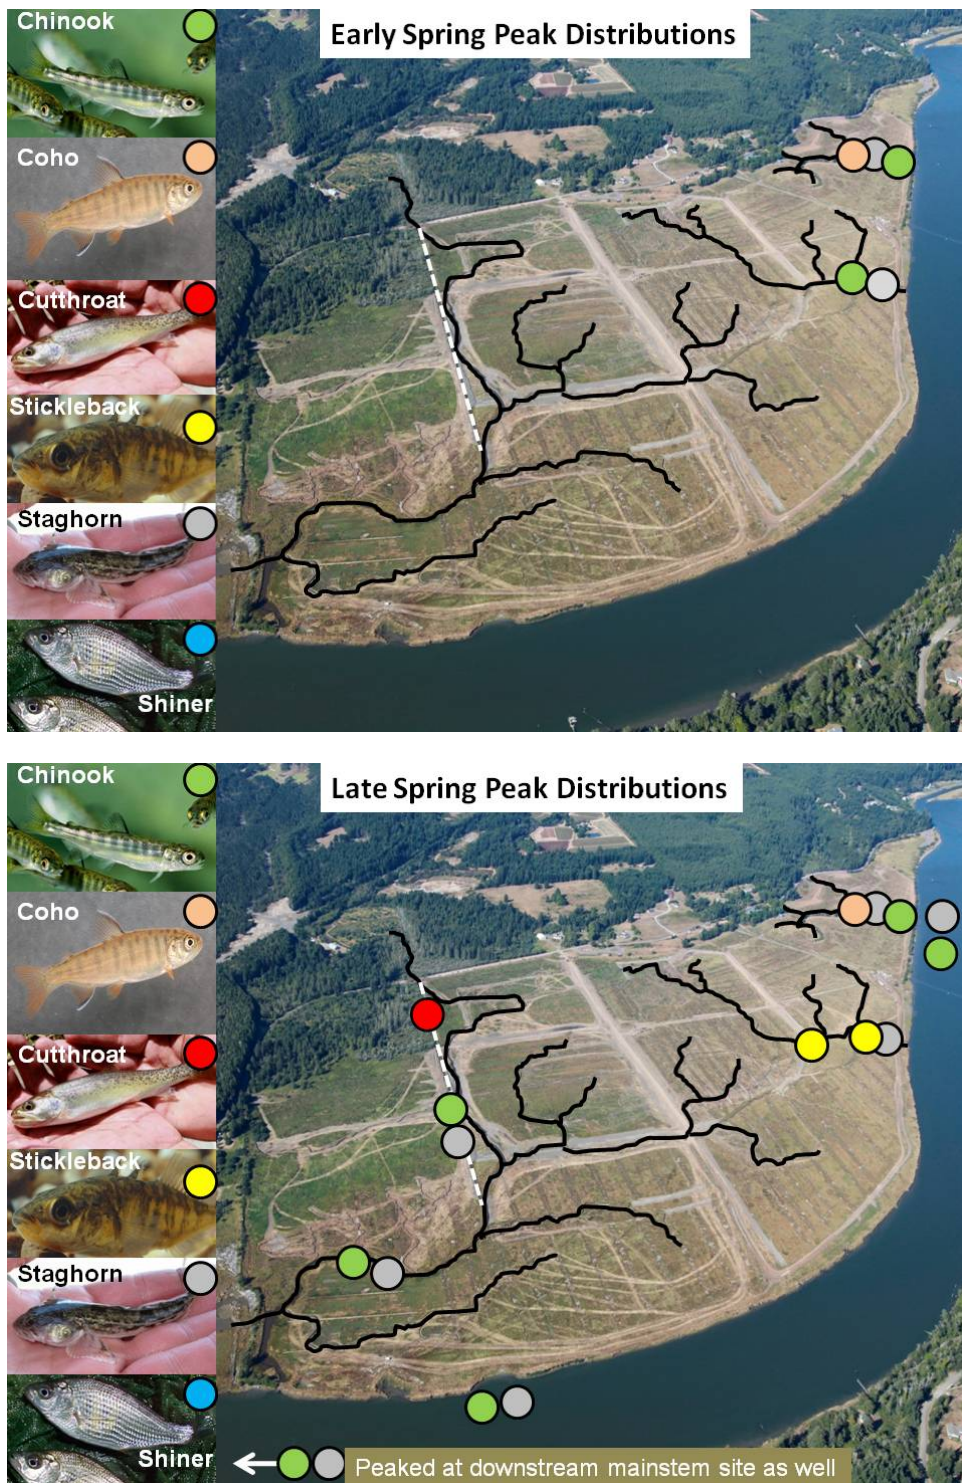 Chinook
Early Spring Peak Distributions
Coho
Cutthroat
Stickleback
Staghorn
Shiner
Chinook
Late Spring Peak Distributions
Coho
Cutthroat
Stickleback
Staghorn
Shiner
Peaked at downstream mainstem site as well